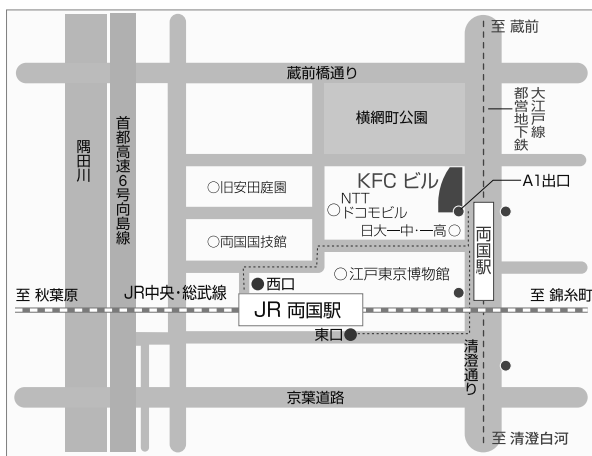 至 蔵前
蔵前橋通り
大江戸線
都営地下鉄
首都高速6号向島線
隅田川
横網町公園
KFC ビル
A1出口
○旧安田庭園
NTT
○ドコモビル
日大一中・一高○
○両国国技館
両国駅
○江戸東京博物館
西口
至 秋葉原
JR中央・総武線
JR 両国駅
至 錦糸町
東口
清澄通り
京葉道路
至 清澄白河